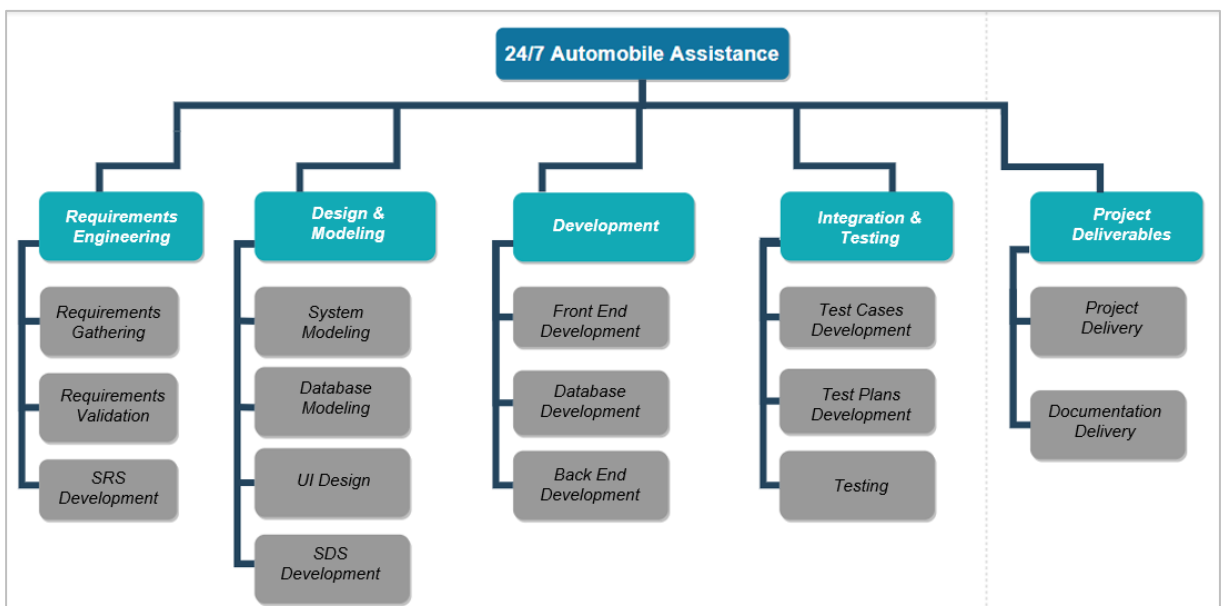 24/7 Automobile Assistance
Requirements
Engineering
Requirements
Gathering
Requirements
Validation
SRS
Development
Design &
Modeling
System
Modeling
Database
Modeling
UI Design
SDS
Development
Development
Front End
Development
Database
Development
Back End
Development
Integration &
Testing
Test Cases
Development
Test Plans
Development
Testing
Project
Deliverables
Project
Delivery
Documentation
Delivery